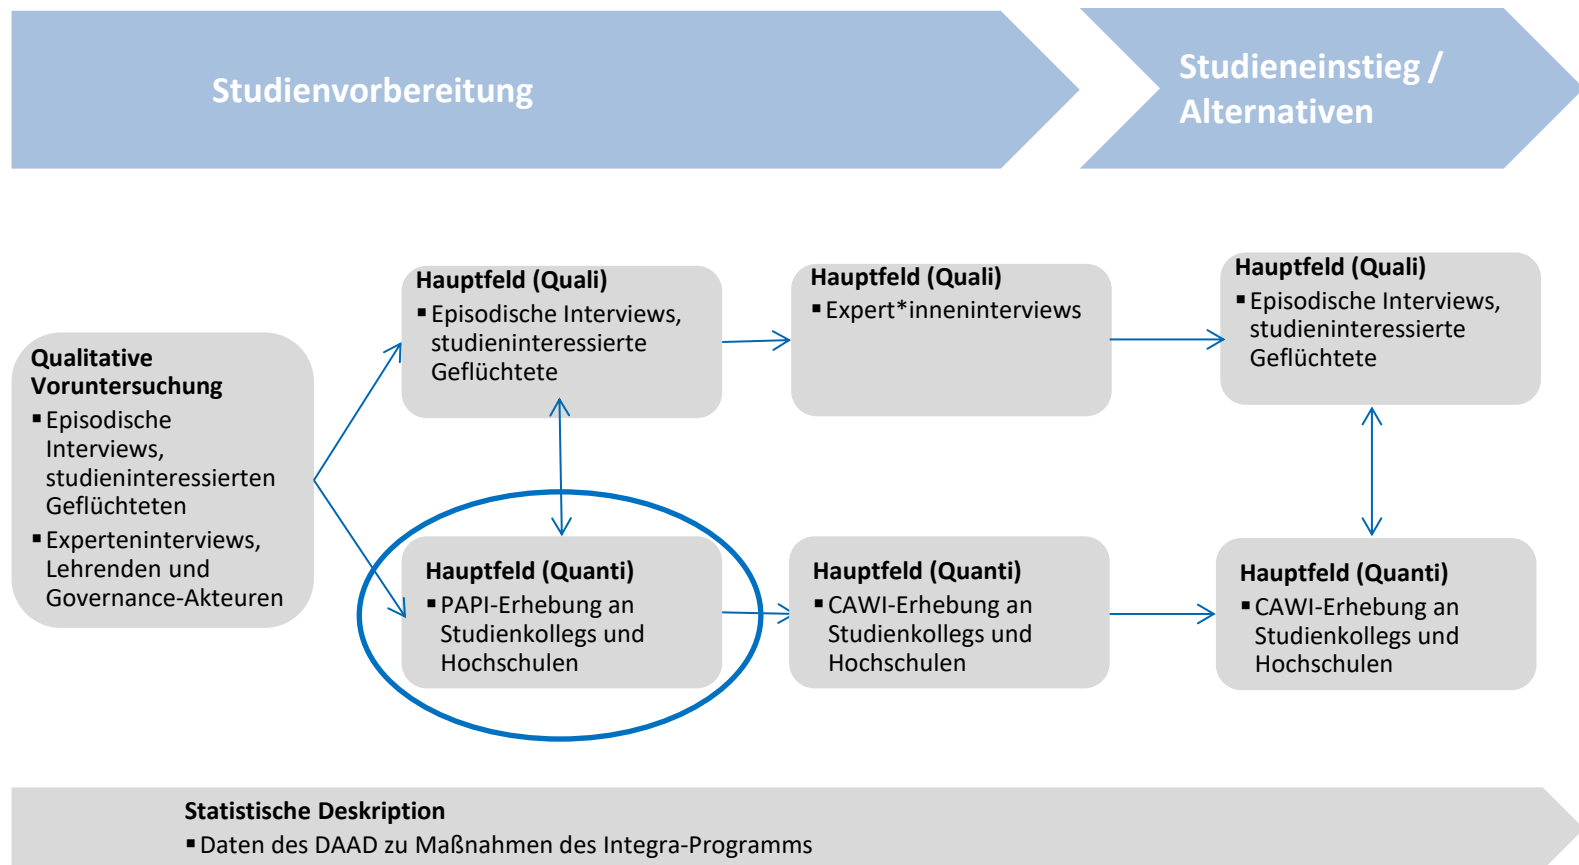 Studienvorbereitung
Studieneinstieg /
Alternativen
Qualitative
Voruntersuchung
▪ Episodische
Interviews,
studieninteressierten
Geflüchteten
▪ Experteninterviews,
Lehrenden und
Governance-Akteuren
Hauptfeld (Quali)
▪ Episodische Interviews,
studieninteressierte
Geflüchtete
Hauptfeld (Quali)
▪ Expert*inneninterviews
Hauptfeld (Quali)
▪ Episodische Interviews,
studieninteressierte
Geflüchtete
Hauptfeld (Quanti)
▪ PAPI-Erhebung an
Studienkollegs und
Hochschulen
Hauptfeld (Quanti)
▪ CAWI-Erhebung an
Studienkollegs und
Hochschulen
Hauptfeld (Quanti)
▪ CAWI-Erhebung an
Studienkollegs und
Hochschulen
Statistische Deskription
▪ Daten des DAAD zu Maßnahmen des Integra-Programms